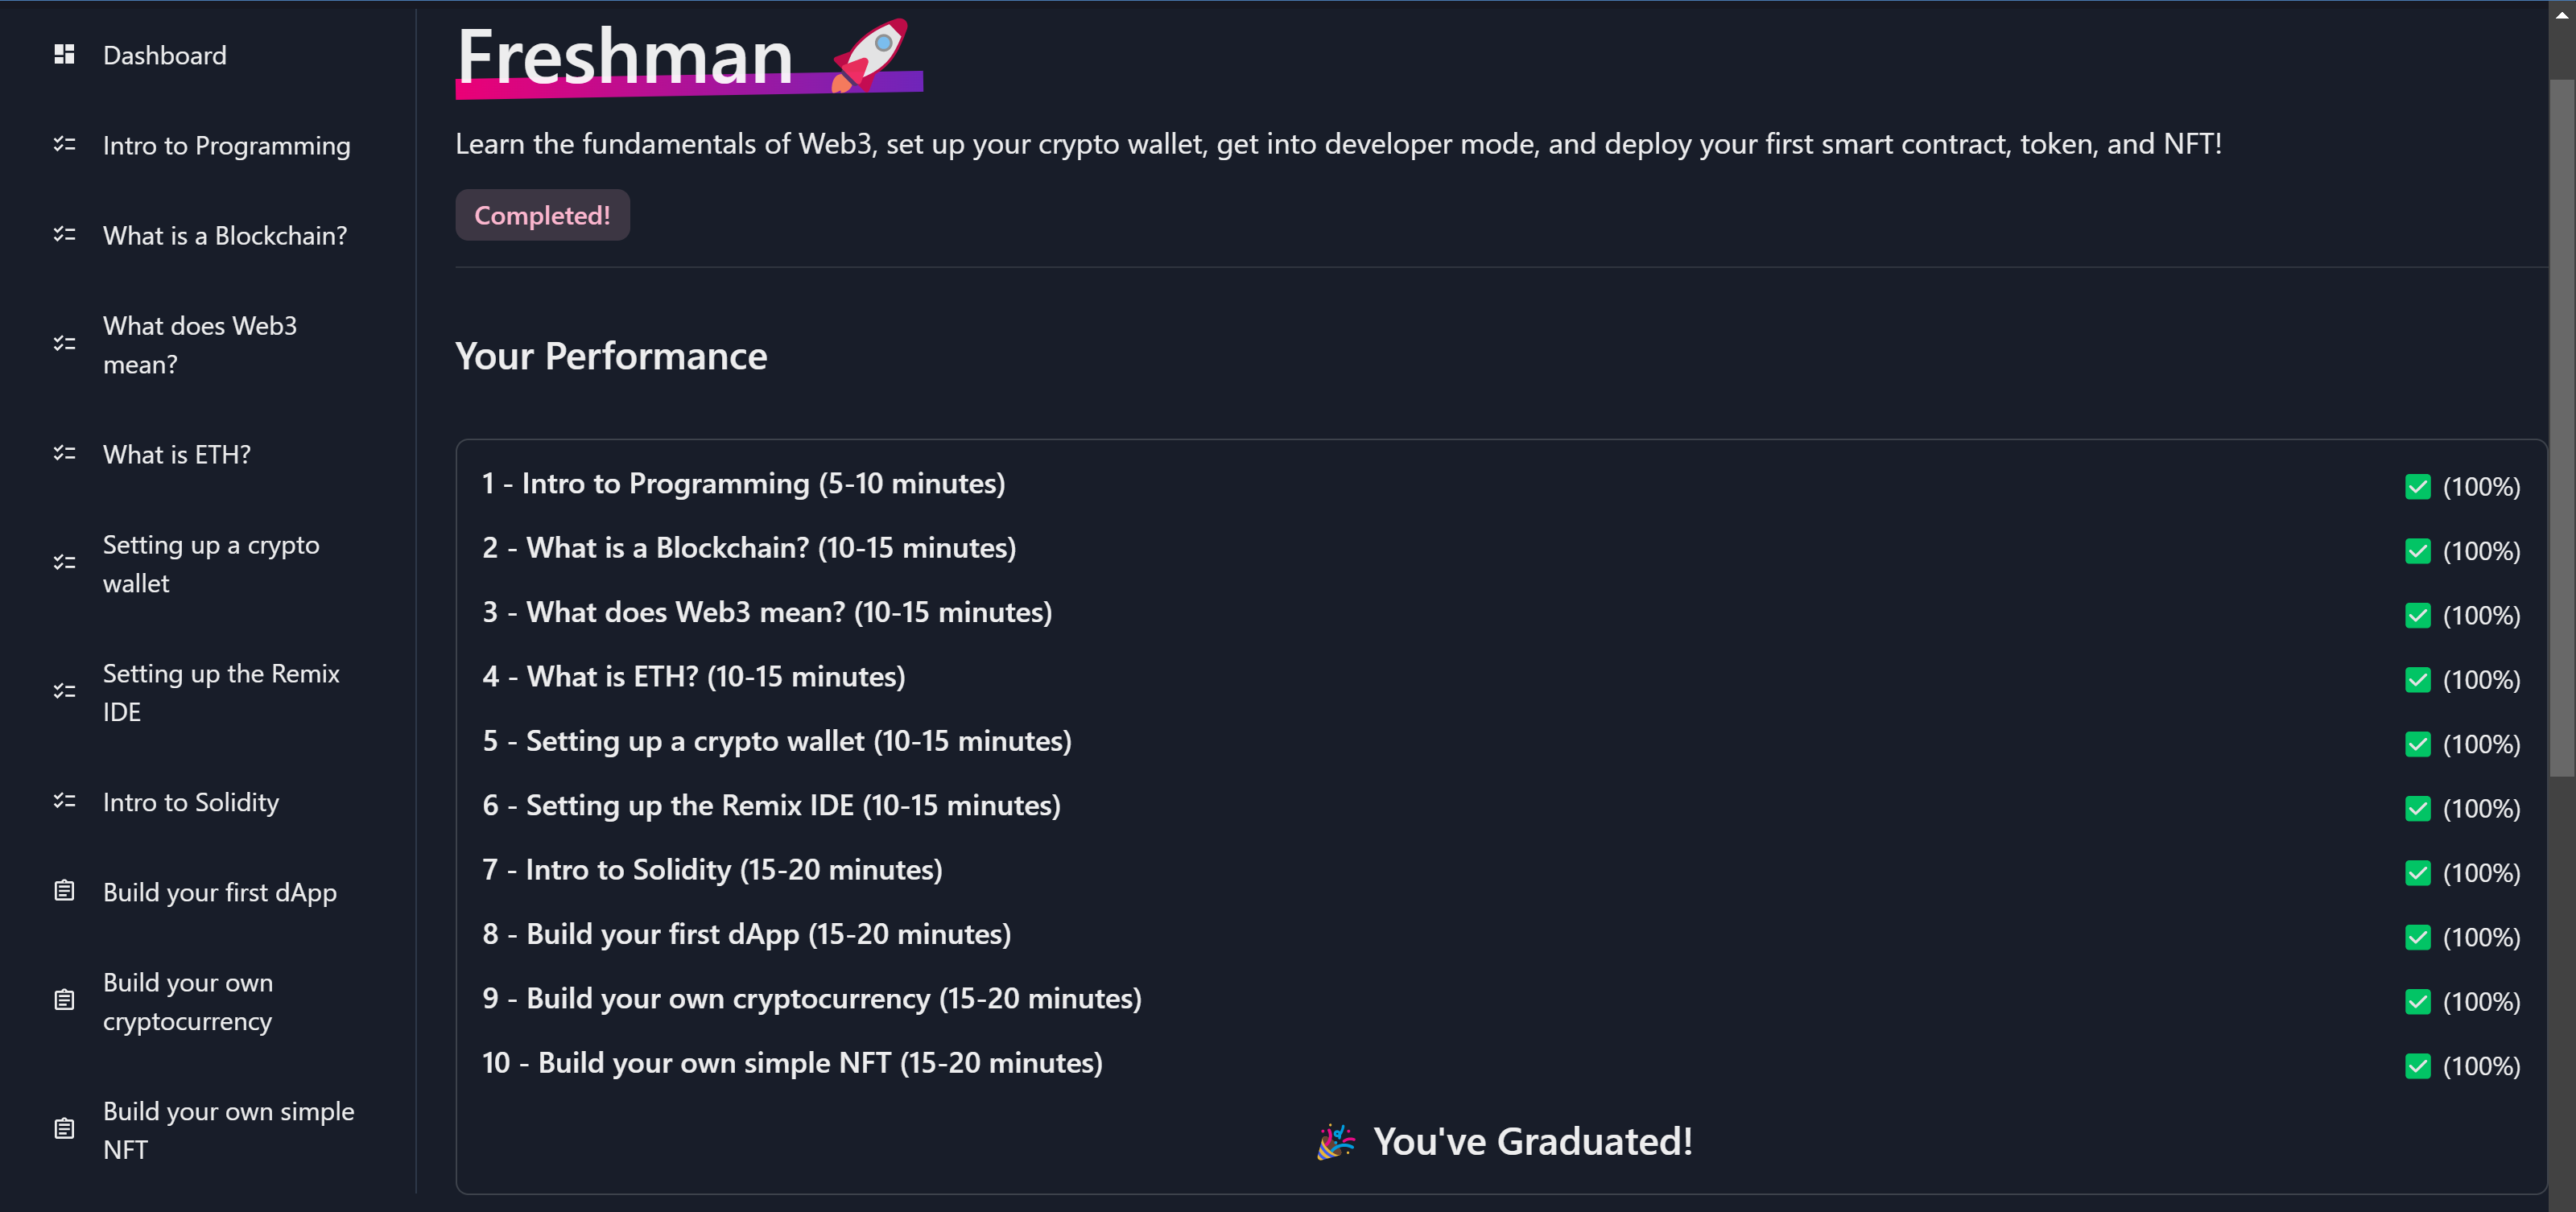 Dashboard
Intro to Programming
What is a Blockchain?
What does Web3
mean?
What is ETH?
Setting up a crypto
wallet
Setting up the Remix
IDE
Intro to Solidity
Build your first dApp
Build your own
cryptocurrency
Build your own simple
NFT
Freshman 🚀
Learn the fundamentals of Web3, set up your crypto wallet, get into developer mode, and deploy your first smart contract, token, and NFT!
Completed!
Your Performance
1 - Intro to Programming (5-10 minutes) ✅ (100%)
2 - What is a Blockchain? (10-15 minutes) ✅ (100%)
3 - What does Web3 mean? (10-15 minutes) ✅ (100%)
4 - What is ETH? (10-15 minutes) ✅ (100%)
5 - Setting up a crypto wallet (10-15 minutes) ✅ (100%)
6 - Setting up the Remix IDE (10-15 minutes) ✅ (100%)
7 - Intro to Solidity (15-20 minutes) ✅ (100%)
8 - Build your first dApp (15-20 minutes) ✅ (100%)
9 - Build your own cryptocurrency (15-20 minutes) ✅ (100%)
10 - Build your own simple NFT (15-20 minutes) ✅ (100%)
🎉 You've Graduated!